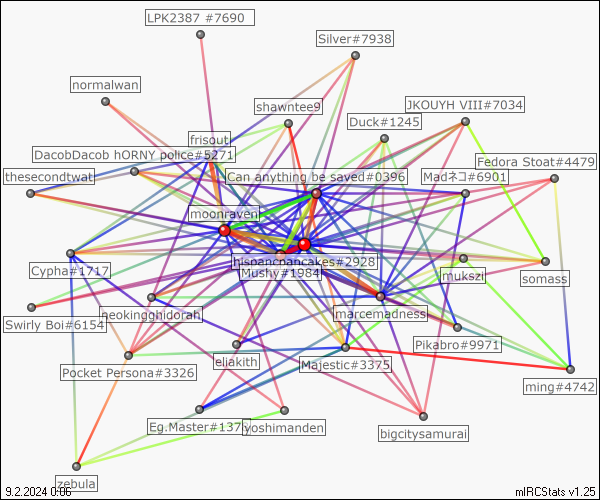 LPK2387 #7690
Silver#7938
normalwan
shawntee9
JKOUYH VIII#7034
Duck#1245
frisout
DacobDacob hORNY police#5271
Fedora Stoat#4479
thesecondtwat
Can anything be saved#0396
Madネコ#6901
moonraven
hispanicpancakes#2928
Cypha#1717
Mushy#1984
mukszi
somass
neokingghidorah
marcemadness
Swirly Boi#6154
Pikabro#9971
eliakith
Pocket Persona#3326
Majestic#3375
ming#4742
Eg.Master#137
yoshimanden
bigcitysamurai
zebula
9.2.2024 0:06
mIRCStats v1.25